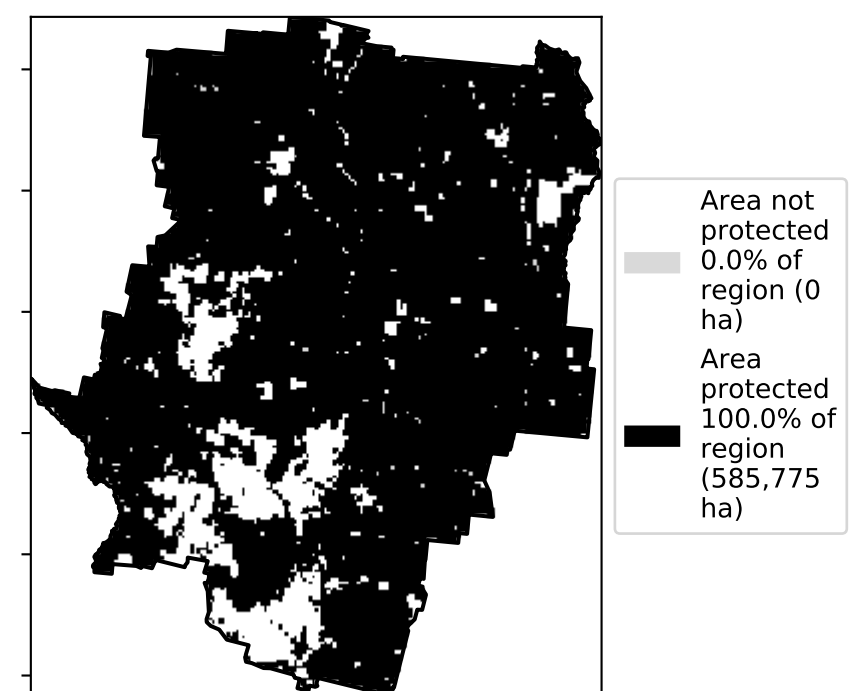 Area not
protected
0.0% of
region (0
ha)
Area
protected
100.0% of
region
(585,775
ha)